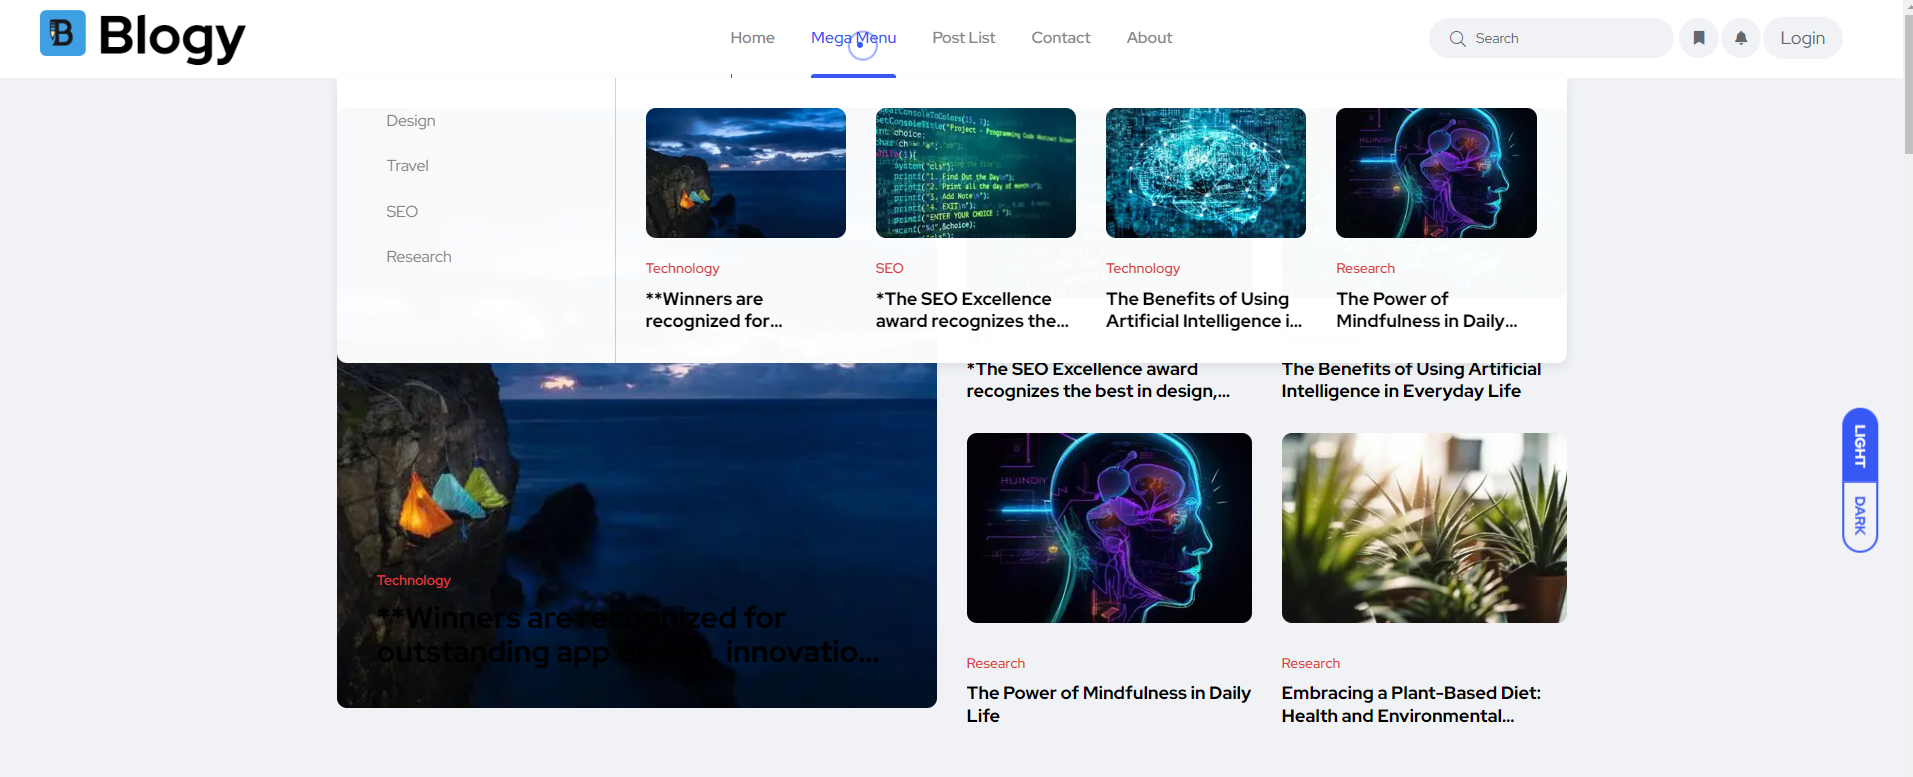 Blogy
Home
Mega Menu
Post List
Contact
About
Search
Login
Design
Travel
SEO
Research
Technology
**Winners are
recognized for...
SEO
*The SEO Excellence
award recognizes the...
Technology
The Benefits of Using
Artificial Intelligence i...
Research
The Power of
Mindfulness in Daily...
*The SEO Excellence award
recognizes the best in design,...
The Benefits of Using Artificial
Intelligence in Everyday Life
LIGHT
DARK
Technology
**Winners are recognized for
outstanding app design, innovatio...
Research
The Power of Mindfulness in Daily
Life
Research
Embracing a Plant-Based Diet:
Health and Environmental...